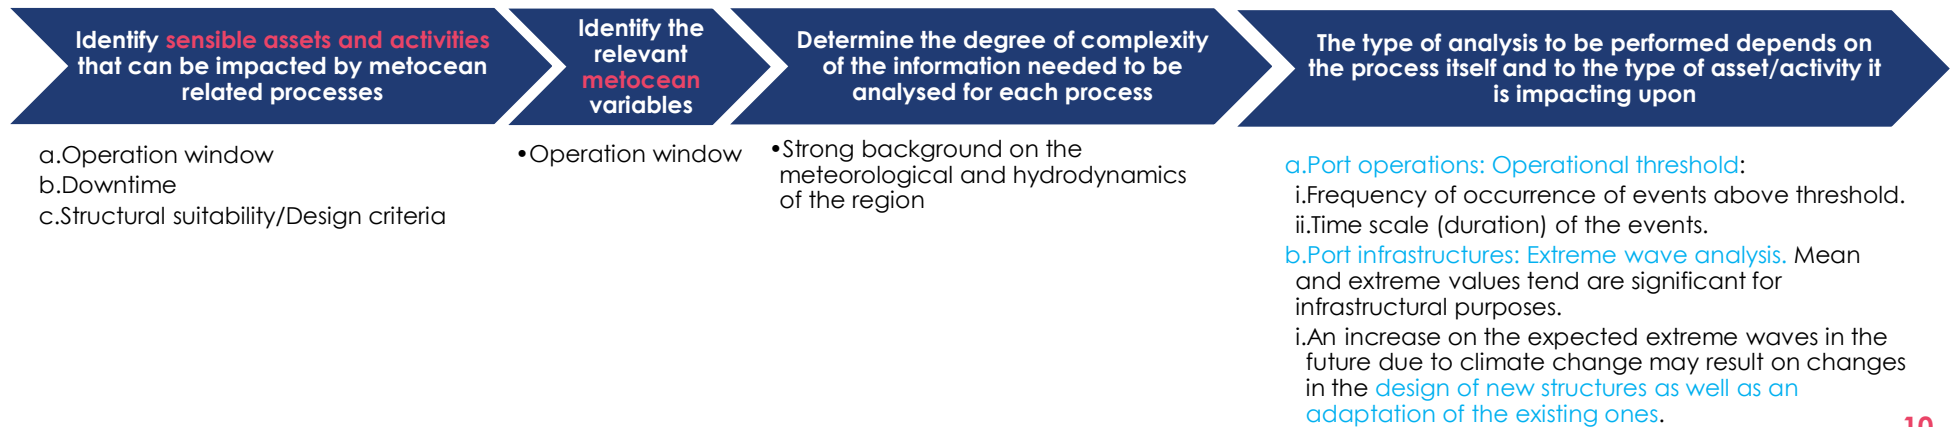 Identify sensible assets and activities
that can be impacted by metocean
related processes
Identify the
relevant
metocean
variables
Determine the degree of complexity
of the information needed to be
analysed for each process
The type of analysis to be performed depends on
the process itself and to the type of asset/activity it
is impacting upon
a.Operation window
b.Downtime
c.Structural suitability/Design criteria
•Operation window
•Strong background on the
meteorological and hydrodynamics
of the region
a.Port operations: Operational threshold:
i.Frequency of occurrence of events above threshold.
ii.Time scale (duration) of the events.
b.Port infrastructures: Extreme wave analysis. Mean
and extreme values tend are significant for
infrastructural purposes.
i.An increase on the expected extreme waves in the
future due to climate change may result on changes
in the design of new structures as well as an
adaptation of the existing ones.
10